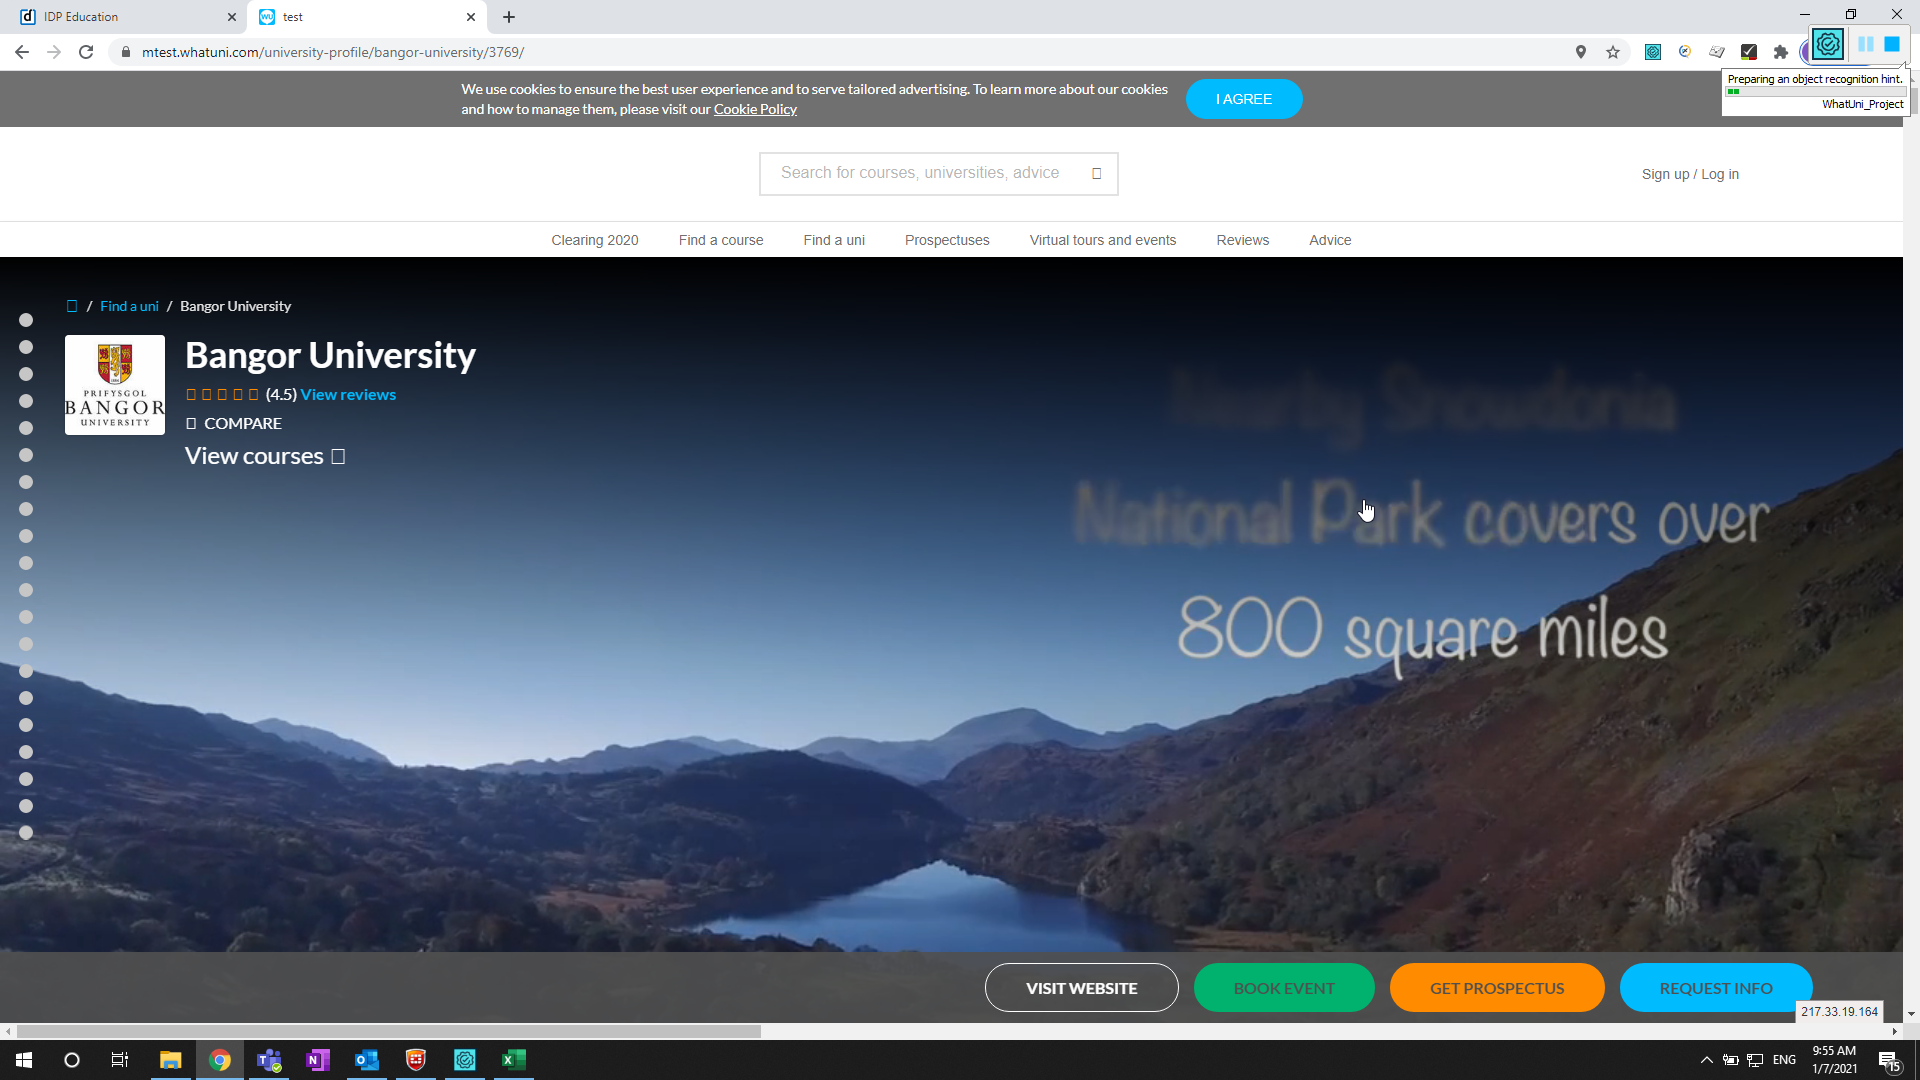 IDP Education
test
mtest.whatuni.com/university-profile/bangor-university/3769/
Preparing an object recognition hint.
WhatUni_Project
We use cookies to ensure the best user experience and to serve tailored advertising. To learn more about our cookies
and how to manage them, please visit our Cookie Policy
I AGREE
Search for courses, universities, advice
Sign up / Log in
Clearing 2020 Find a course Find a uni Prospectuses Virtual tours and events Reviews Advice
/ Find a uni / Bangor University
PRIFYSGOL
BANGOR
UNIVERSITY
Bangor University
(4.5) View reviews
COMPARE
View courses
Nearby Snowdonia
National Park covers over
800 square miles
VISIT WEBSITE BOOK EVENT GET PROSPECTUS REQUEST INFO
217.33.19.164
ENG
9:55 AM
1/7/2021
15